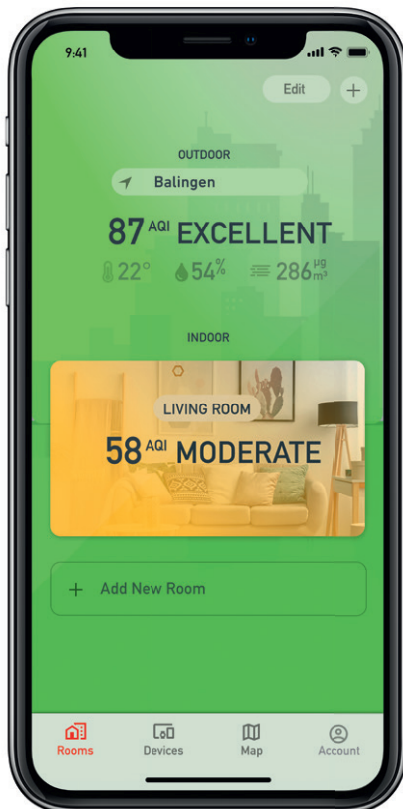 9:41
Edit +
OUTDOOR
Balingen
87 AQI EXCELLENT
22° 54% 286 µg m³
INDOOR
LIVING ROOM
58 AQI MODERATE
+ Add New Room
Rooms Devices Map Account